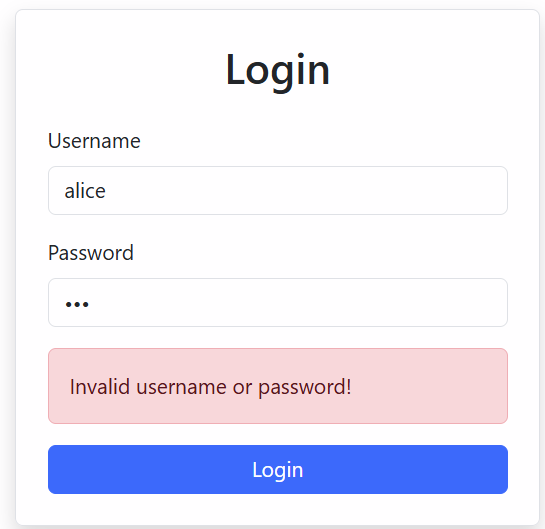 Login
Username
alice
Password
•••
Invalid username or password!
Login